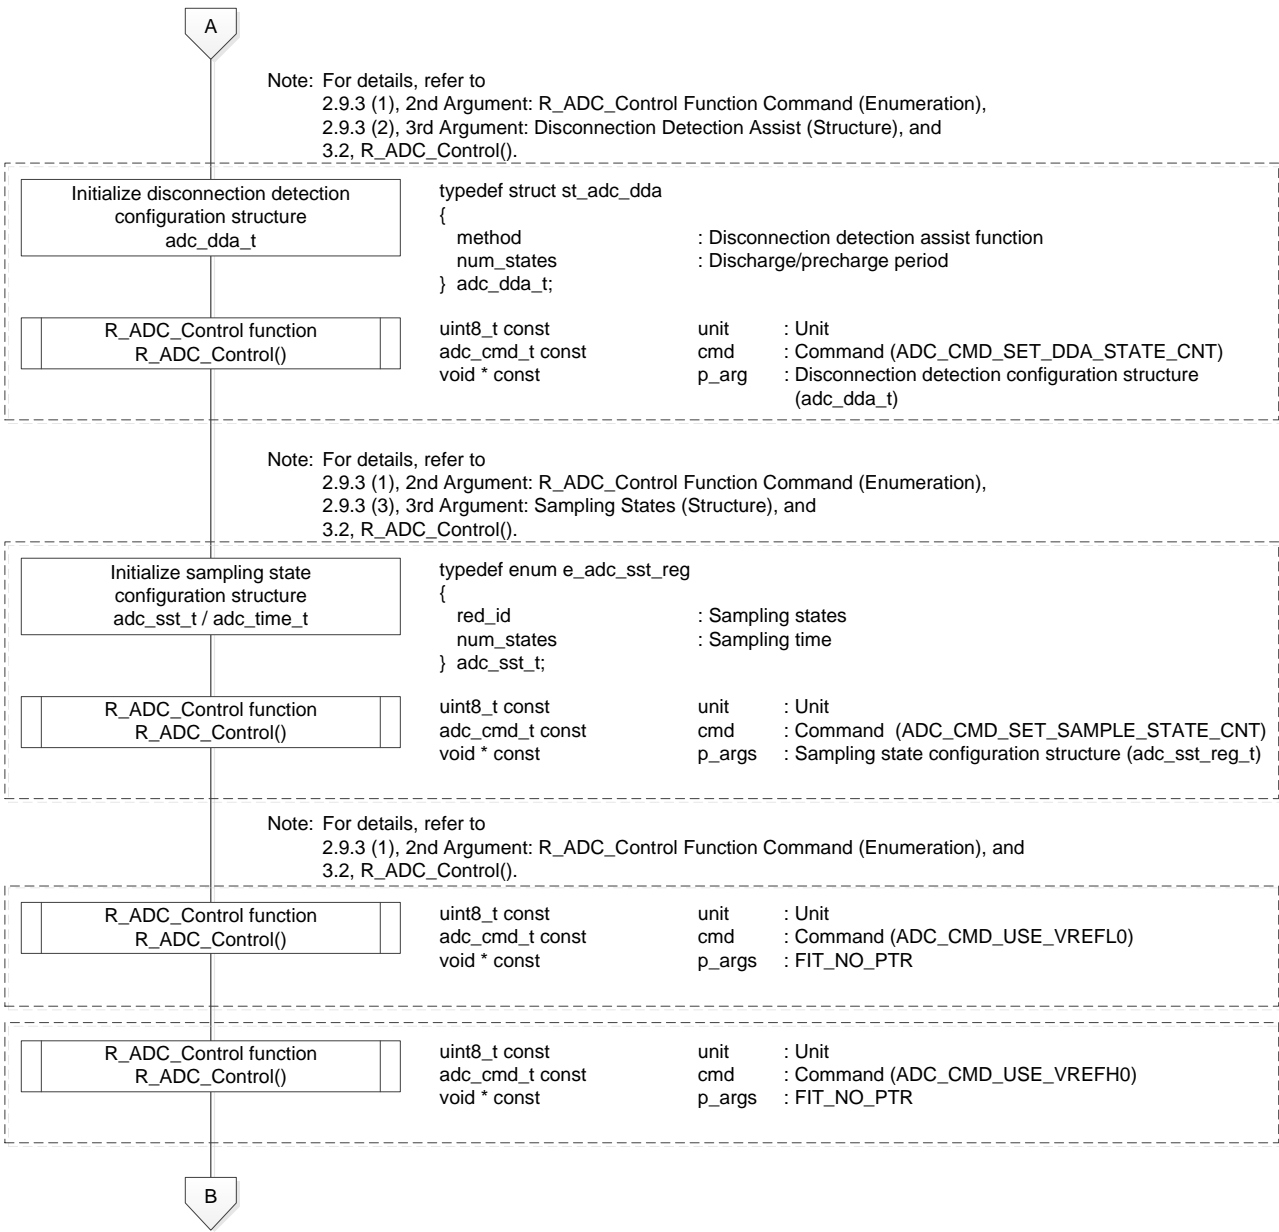 A
Note: For details, refer to
2.9.3 (1), 2nd Argument: R_ADC_Control Function Command (Enumeration),
2.9.3 (2), 3rd Argument: Disconnection Detection Assist (Structure), and
3.2, R_ADC_Control().
Initialize disconnection detection
configuration structure
adc_dda_t
typedef struct st_adc_dda
{
method : Disconnection detection assist function
num_states : Discharge/precharge period
} adc_dda_t;
R_ADC_Control function
R_ADC_Control()
uint8_t const unit : Unit
adc_cmd_t const cmd : Command (ADC_CMD_SET_DDA_STATE_CNT)
void * const p_arg : Disconnection detection configuration structure
(adc_dda_t)
Note: For details, refer to
2.9.3 (1), 2nd Argument: R_ADC_Control Function Command (Enumeration),
2.9.3 (3), 3rd Argument: Sampling States (Structure), and
3.2, R_ADC_Control().
Initialize sampling state
configuration structure
adc_sst_t / adc_time_t
typedef enum e_adc_sst_reg
{
red_id : Sampling states
num_states : Sampling time
} adc_sst_t;
R_ADC_Control function
R_ADC_Control()
uint8_t const unit : Unit
adc_cmd_t const cmd : Command (ADC_CMD_SET_SAMPLE_STATE_CNT)
void * const p_args : Sampling state configuration structure (adc_sst_reg_t)
Note: For details, refer to
2.9.3 (1), 2nd Argument: R_ADC_Control Function Command (Enumeration), and
3.2, R_ADC_Control().
R_ADC_Control function
R_ADC_Control()
uint8_t const unit : Unit
adc_cmd_t const cmd : Command (ADC_CMD_USE_VREFL0)
void * const p_args : FIT_NO_PTR
R_ADC_Control function
R_ADC_Control()
uint8_t const unit : Unit
adc_cmd_t const cmd : Command (ADC_CMD_USE_VREFH0)
void * const p_args : FIT_NO_PTR
B